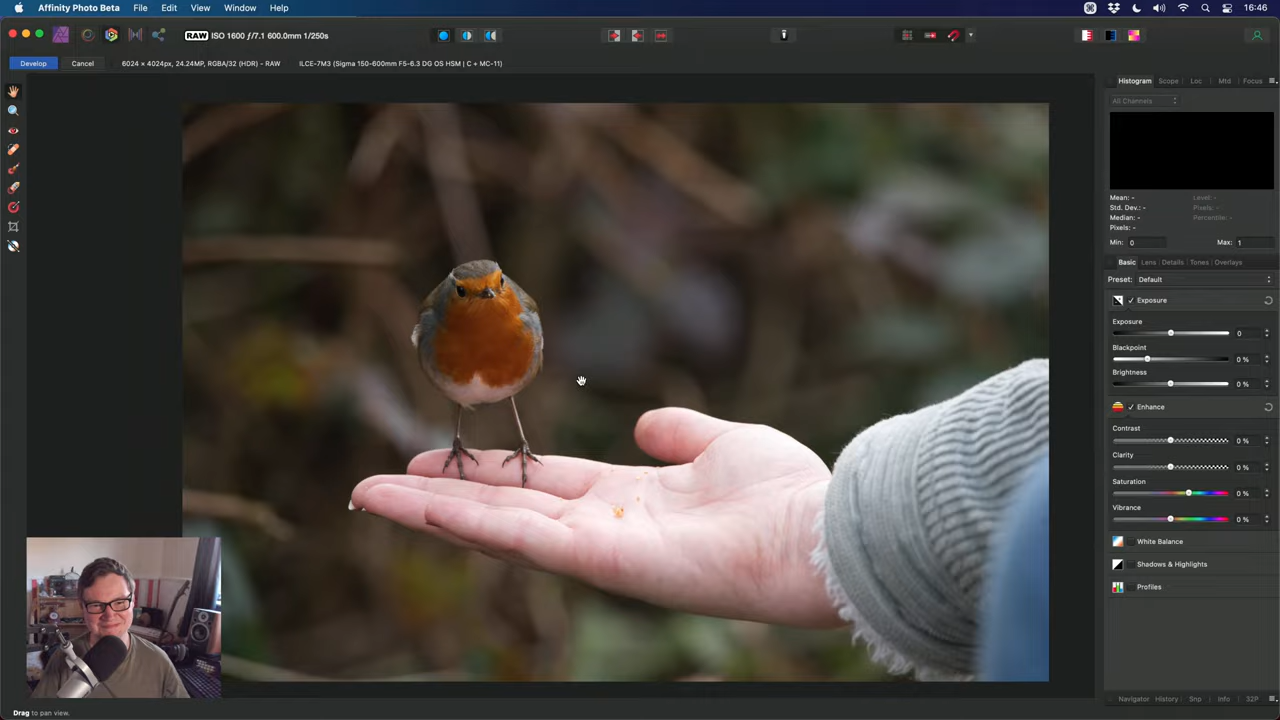 Affinity Photo Beta File Edit View Window Help 16:46
RAW ISO 1600 ƒ/7.1 600.0mm 1/250s
Develop Cancel 6024 × 4024px, 24.24MP, RGBA/32 (HDR) - RAW ILCE-7M3 (Sigma 150-600mm F5-6.3 DG OS HSM | C + MC-11)
Histogram Scope Loc Mtd Focus
All Channels
Mean: - Level: -
Std. Dev.: - Pixels: -
Median: - Percentile: -
Pixels: -
Min: 0 Max: 1
Basic Lens Details Tones Overlays
Preset: Default
Exposure
Exposure
0
Blackpoint
0 %
Brightness
0 %
Enhance
Contrast
0 %
Clarity
0 %
Saturation
0 %
Vibrance
0 %
White Balance
Shadows & Highlights
Profiles
Navigator History Snp Info 32P
Drag to pan view.